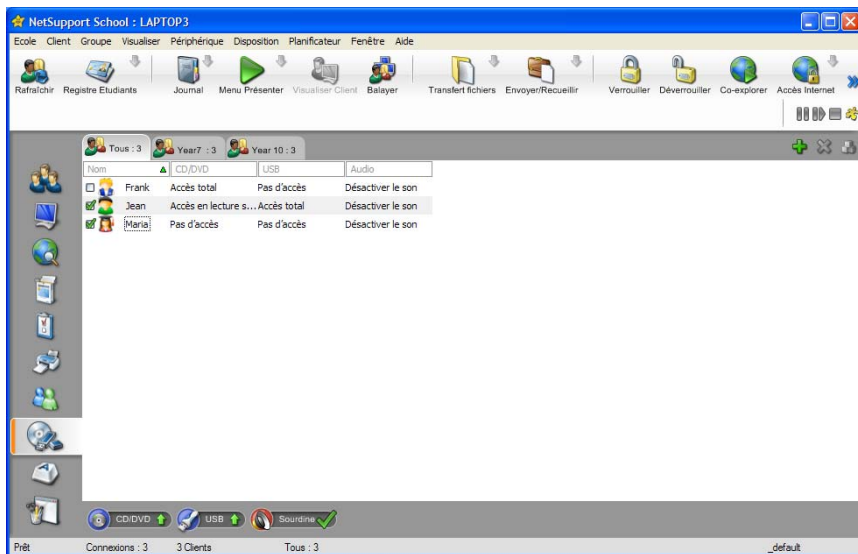 NetSupport School : LAPTOP3
Ecole Client Groupe Visualiser Périphérique Disposition Planificateur Fenêtre Aide
Rafraîchir Registre Etudiants Journal Menu Présenter Visualiser Client Balayer Transfert fichiers Envoyer/Recueillir Verrouiller Déverrouiller Co-explorer Accès Internet
Tous : 3 Year7 : 3 Year 10 : 3
Nom CD/DVD USB Audio
Frank Accès total Pas d'accès Désactiver le son
Jean Accès en lecture s... Accès total Désactiver le son
Maria Pas d'accès Pas d'accès Désactiver le son
CD/DVD USB Sourdine
Prêt Connexions : 3 3 Clients Tous : 3 _default